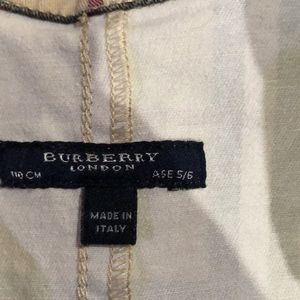 BURBERRY
LONDON
110 CM AGE 5/6
MADE IN
ITALY